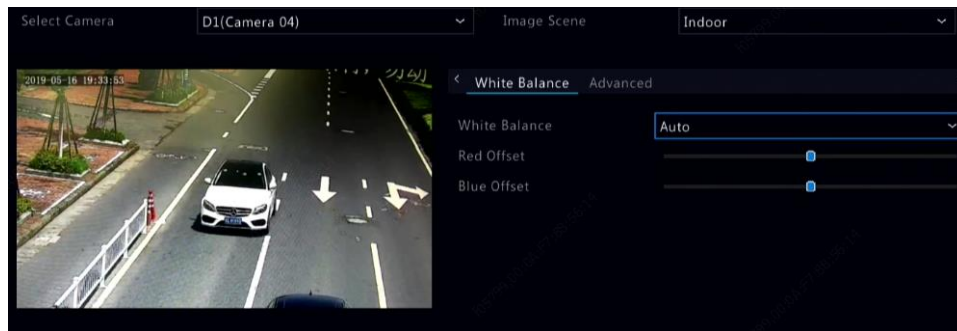 Select Camera D1(Camera 04) Image Scene Indoor
2019-05-16 19:33:53
White Balance Advanced
White Balance Auto
Red Offset
Blue Offset